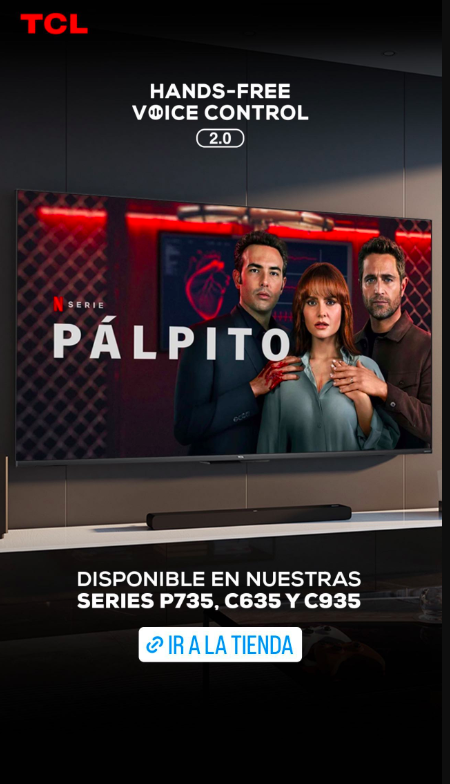 TCL
HANDS-FREE
VOICE CONTROL
2.0
N SERIE
PÁLPITO
DISPONIBLE EN NUESTRAS
SERIES P735, C635 Y C935
IR A LA TIENDA